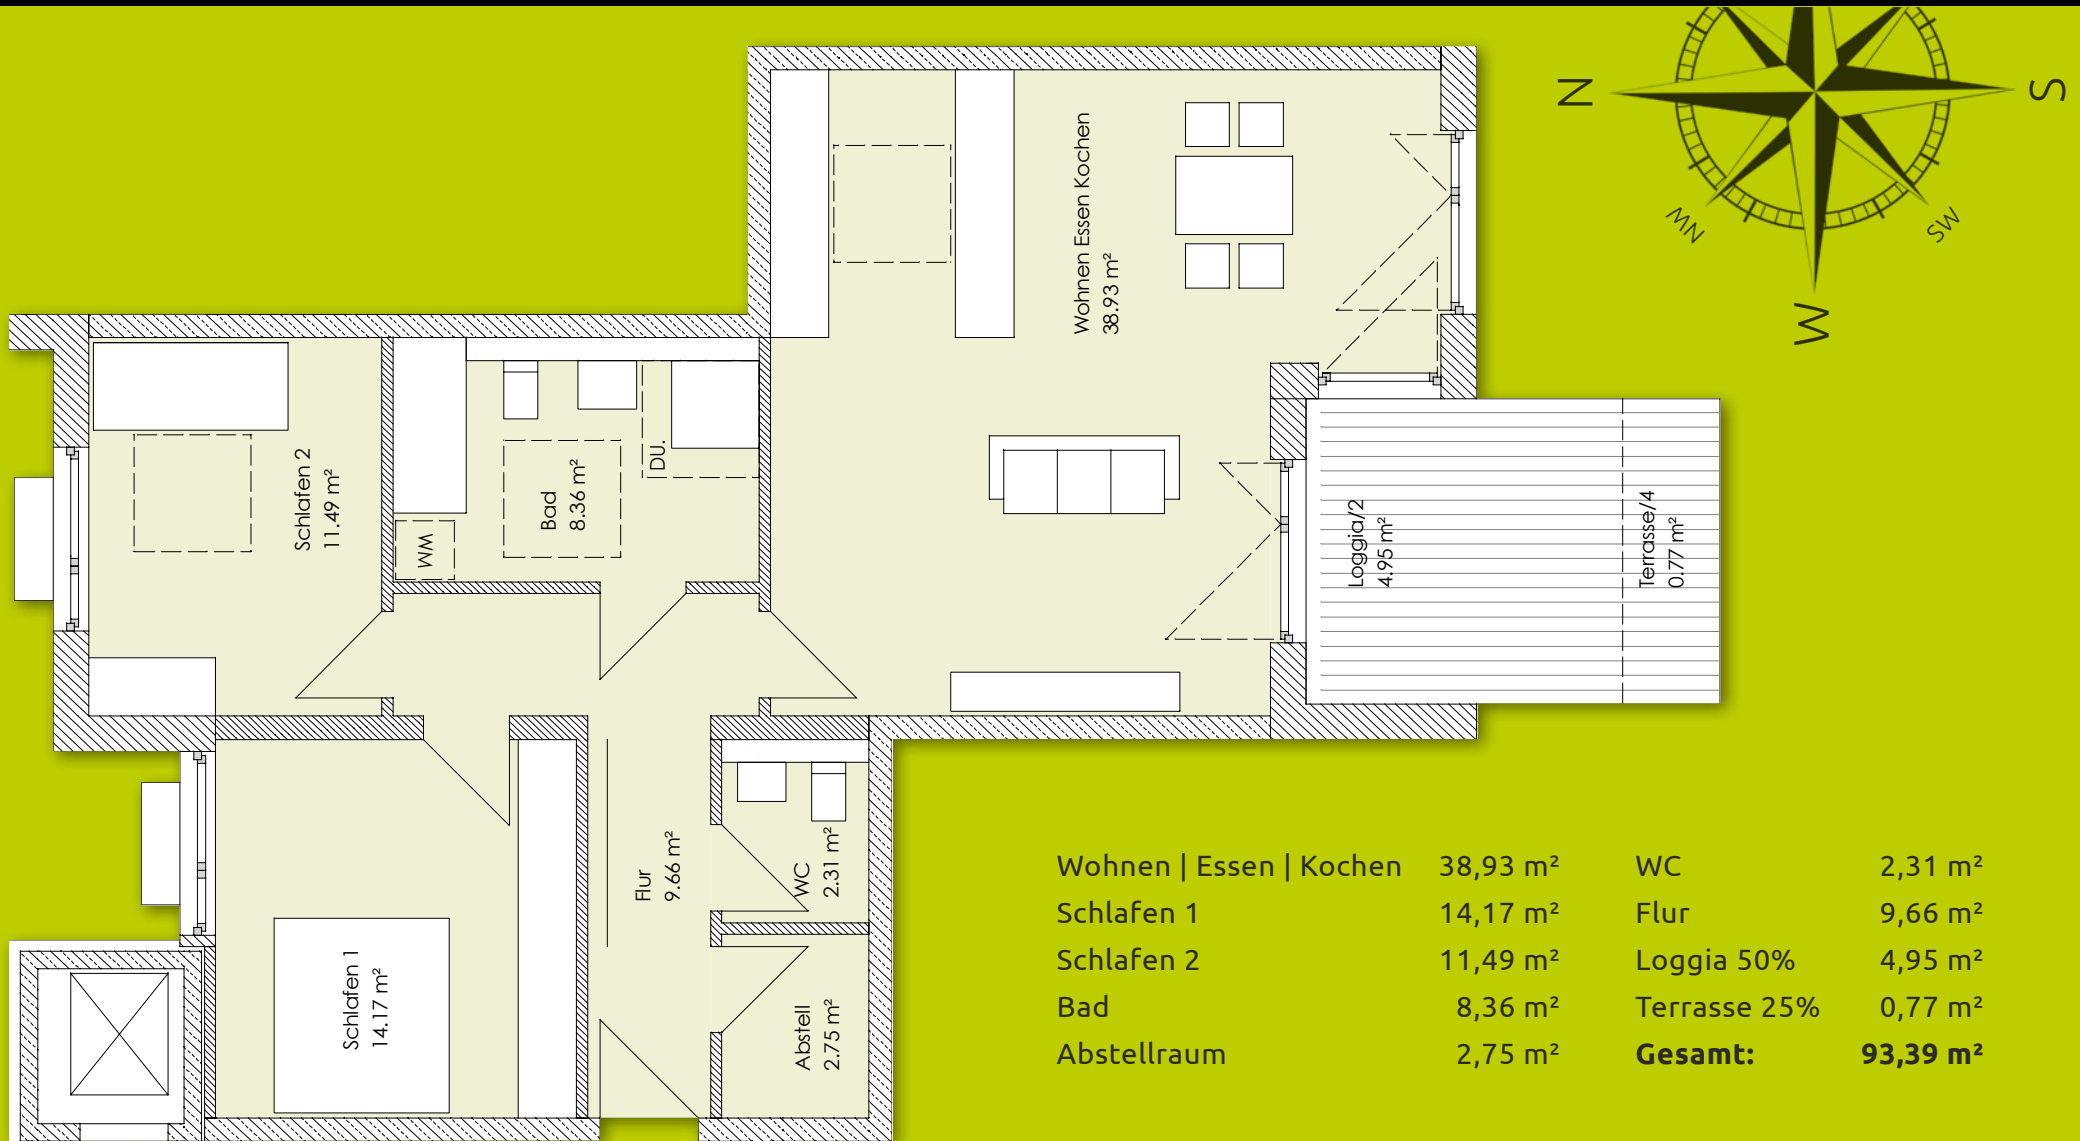 N
S
NW
SW
W
Wohnen Essen Kochen
38.93 m²
Schlafen 2
11.49 m²
Bad
8.36 m²
DU.
WM
Loggia/2
4.95 m²
Terrasse/4
0.77 m²
Flur
9.66 m²
WC
2.31 m²
Schlafen 1
14.17 m²
Abstell
2.75 m²
Wohnen | Essen | Kochen 38,93 m²
Schlafen 1 14,17 m²
Schlafen 2 11,49 m²
Bad 8,36 m²
Abstellraum 2,75 m²
WC 2,31 m²
Flur 9,66 m²
Loggia 50% 4,95 m²
Terrasse 25% 0,77 m²
Gesamt: 93,39 m²